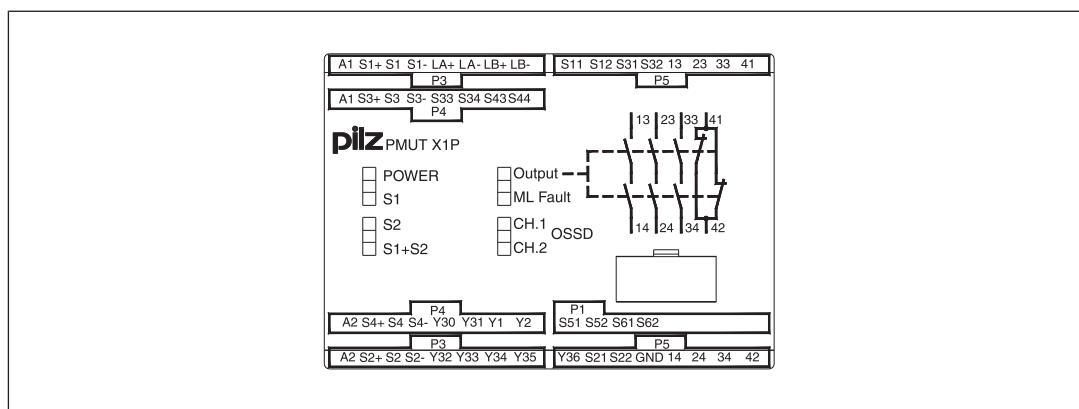 A1 S1+ S1 S1- LA+ LA- LB+ LB-
P3
S11 S12 S31 S32 13 23 33 41
P5
A1 S3+ S3 S3- S33 S34 S43 S44
P4
13 23 33 41
pilz PMUT X1P
POWER
S1
S2
S1+S2
Output
ML Fault
CH.1
CH.2
OSSD
14 24 34 42
P4
A2 S4+ S4 S4- Y30 Y31 Y1 Y2
P1
S51 S52 S61 S62
P3
A2 S2+ S2 S2- Y32 Y33 Y34 Y35
P5
Y36 S21 S22 GND 14 24 34 42